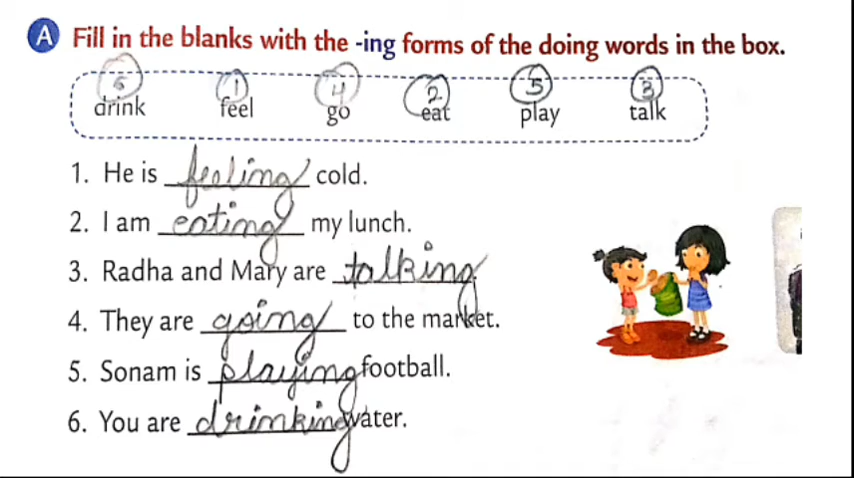 A Fill in the blanks with the -ing forms of the doing words in the box.
6 1 4 2 5 3
drink feel go eat play talk
1. He is feeling cold.
2. I am eating my lunch.
3. Radha and Mary are talking.
4. They are going to the market.
5. Sonam is playing football.
6. You are drinking water.